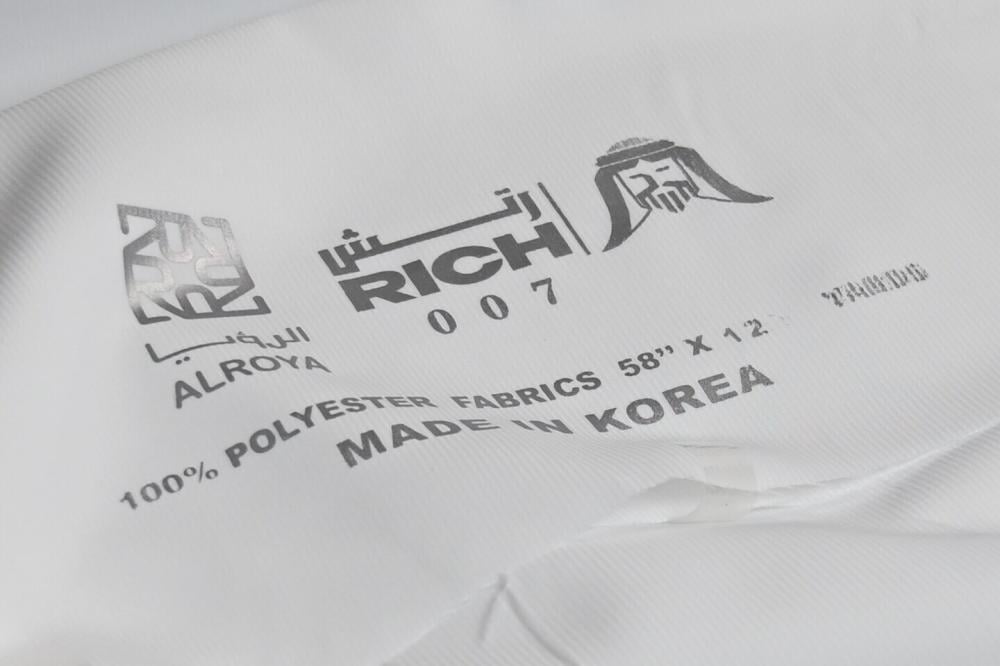 الرؤيا
ALROYA
رتش
RICH
007
100% POLYESTER FABRICS 58” X 12
MADE IN KOREA